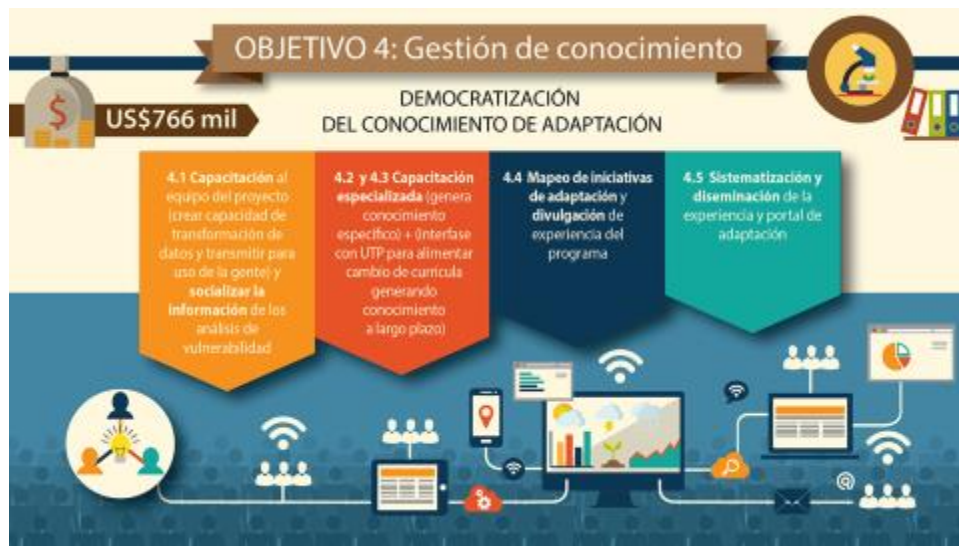 OBJETIVO 4: Gestión de conocimiento
US$766 mil
DEMOCRATIZACIÓN
DEL CONOCIMIENTO DE ADAPTACIÓN
4.1 Capacitación al
equipo del proyecto
(crear capacidad de
transformación de
datos y transmitir para
uso de la gente) y
socializar la
información de los
análisis de
vulnerabilidad
4.2 y 4.3 Capacitación
especializada (genera
conocimiento
específico) + (Interfase
con UTP para alimentar
cambio de curricula
generando
conocimiento
a largo plazo)
4.4 Mapeo de iniciativas
de adaptación y
divulgación de
experiencia del
programa
4.5 Sistematización y
diseminación de la
experiencia y portal de
adaptación